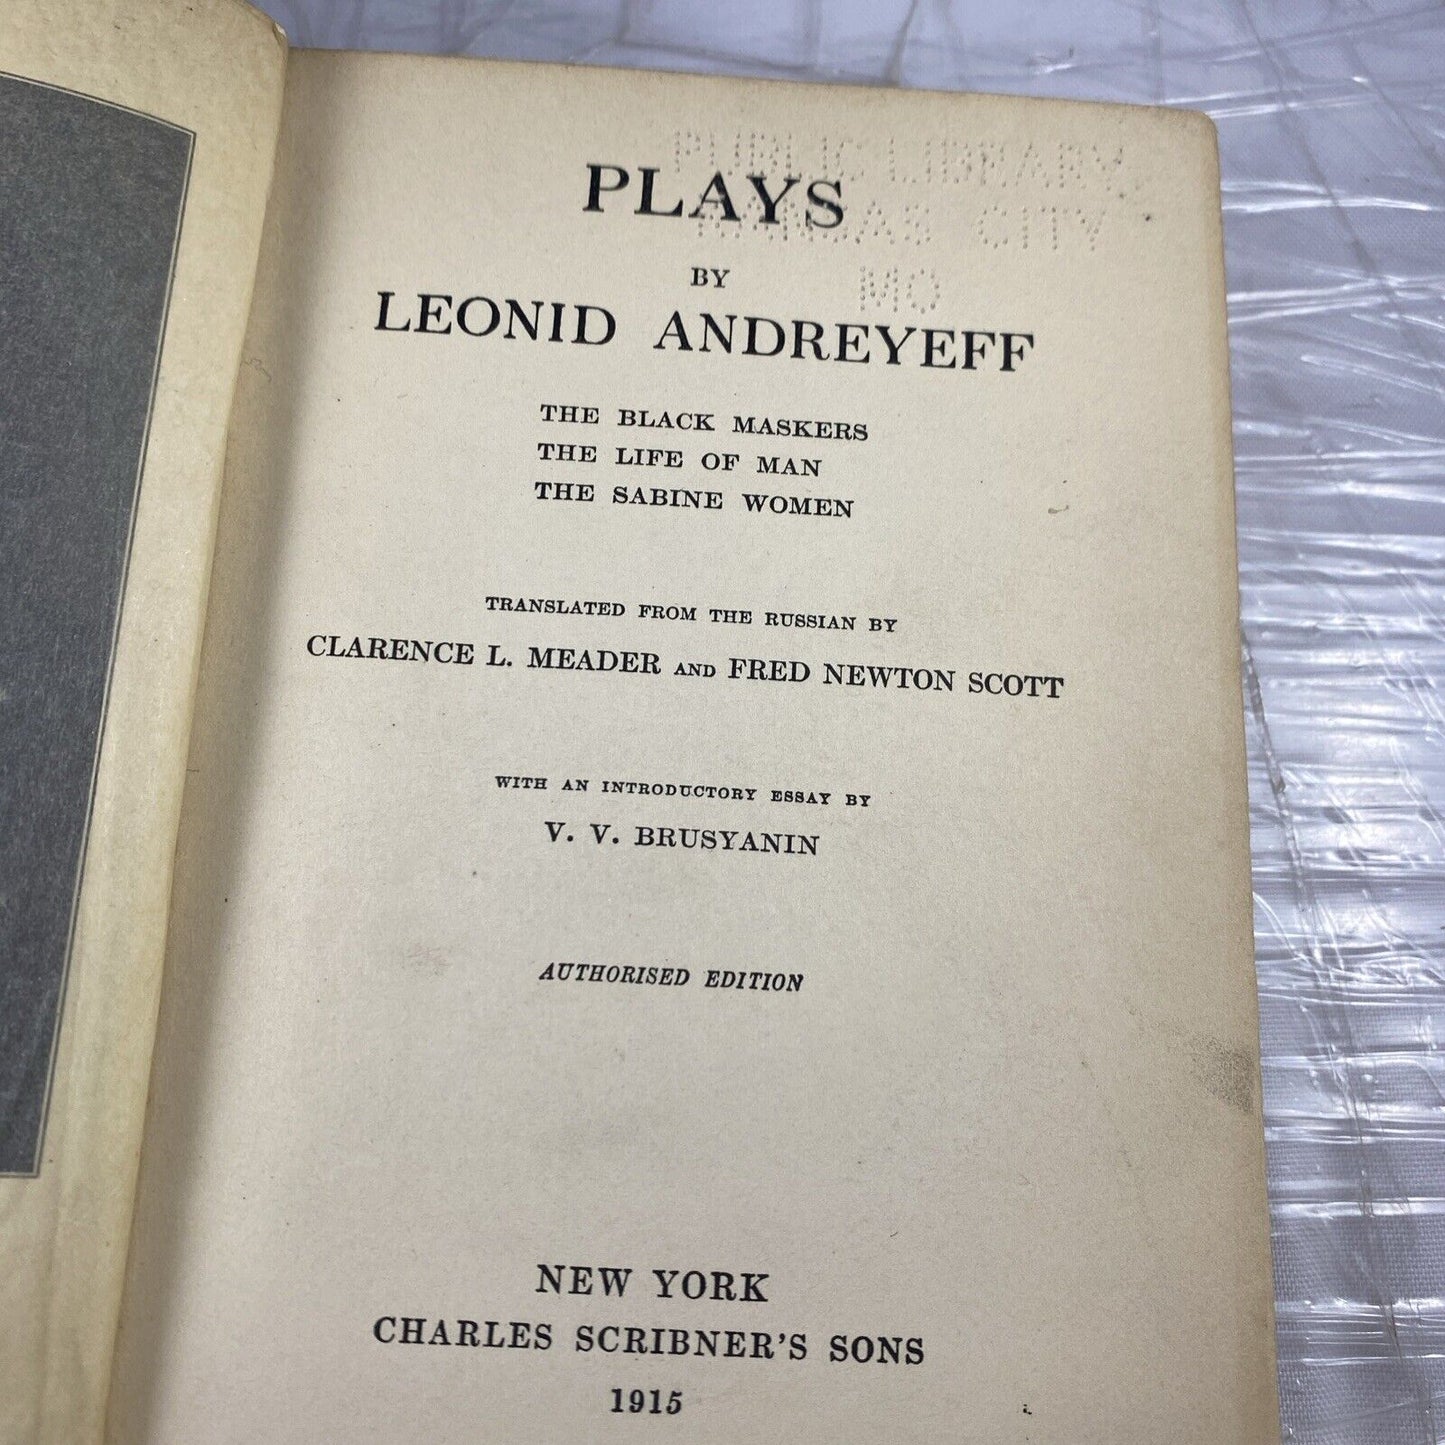 PUBLIC LIBRARY
KANSAS CITY
MO
PLAYS
BY
LEONID ANDREYEFF
THE BLACK MASKERS
THE LIFE OF MAN
THE SABINE WOMEN
TRANSLATED FROM THE RUSSIAN BY
CLARENCE L. MEADER AND FRED NEWTON SCOTT
WITH AN INTRODUCTORY ESSAY BY
V. V. BRUSYANIN
AUTHORISED EDITION
NEW YORK
CHARLES SCRIBNER'S SONS
1915